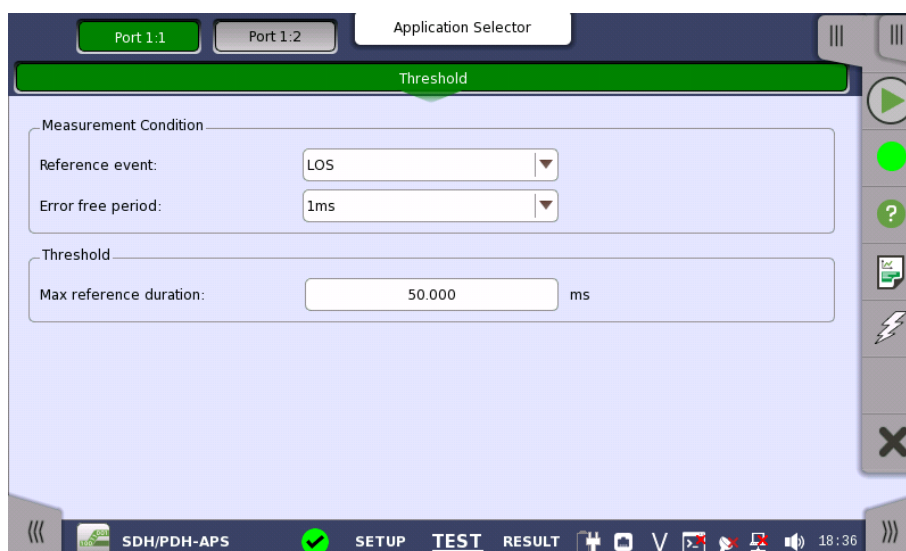 Port 1:1
Port 1:2
Application Selector
Threshold
Measurement Condition
Reference event:
LOS
Error free period:
1ms
Threshold
Max reference duration:
50.000
ms
SDH/PDH-APS
SETUP
TEST
RESULT
18:36